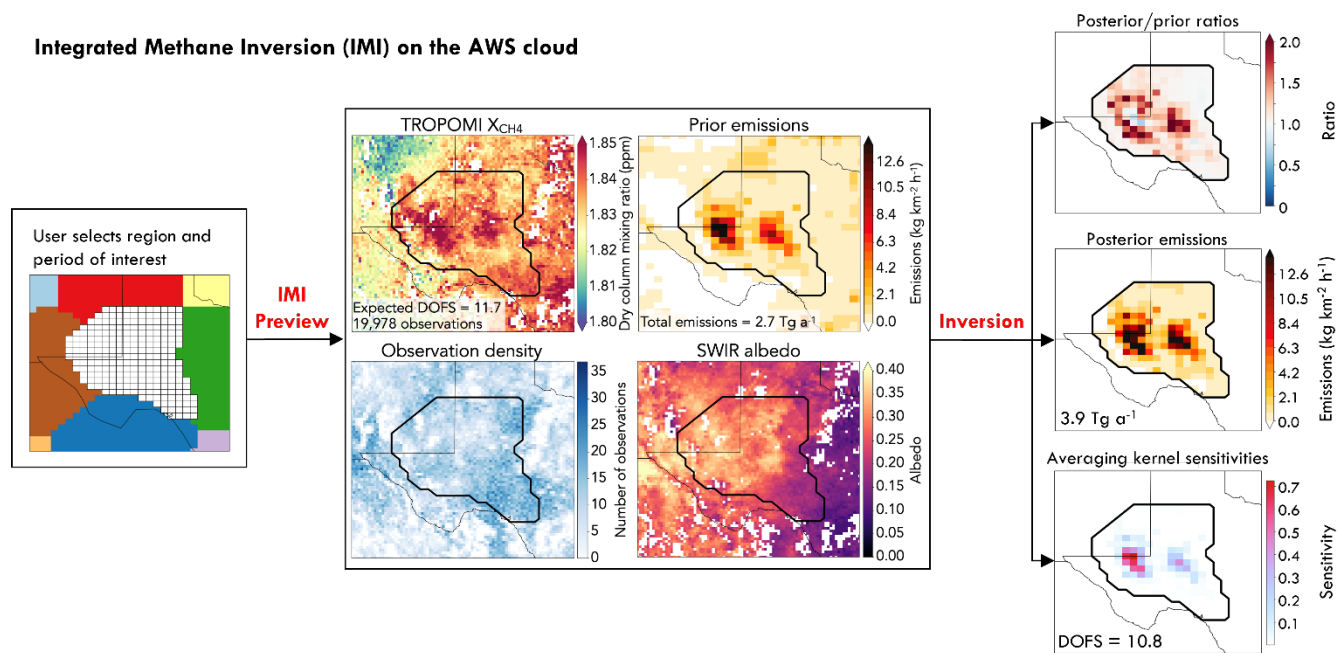 Integrated Methane Inversion (IMI) on the AWS cloud
User selects region and
period of interest
IMI
Preview
TROPOMI XCH4
Expected DOFS = 11.7
19,978 observations
1.85
1.84
1.83
1.82
1.81
1.80
Dry column mixing ratio (ppm)
Prior emissions
Total emissions = 2.7 Tg a⁻¹
12.6
10.5
8.4
6.3
4.2
2.1
0.0
Emissions (kg km⁻² h⁻¹)
Observation density
35
30
25
20
15
10
5
0
Number of observations
SWIR albedo
0.40
0.35
0.30
0.25
0.20
0.15
0.10
0.05
0.00
Albedo
Inversion
Posterior/prior ratios
2.0
1.5
1.0
0.5
0
Ratio
Posterior emissions
3.9 Tg a⁻¹
12.6
10.5
8.4
6.3
4.2
2.1
0.0
Emissions (kg km⁻² h⁻¹)
Averaging kernel sensitivities
DOFS = 10.8
0.7
0.6
0.5
0.4
0.3
0.2
0.1
Sensitivity